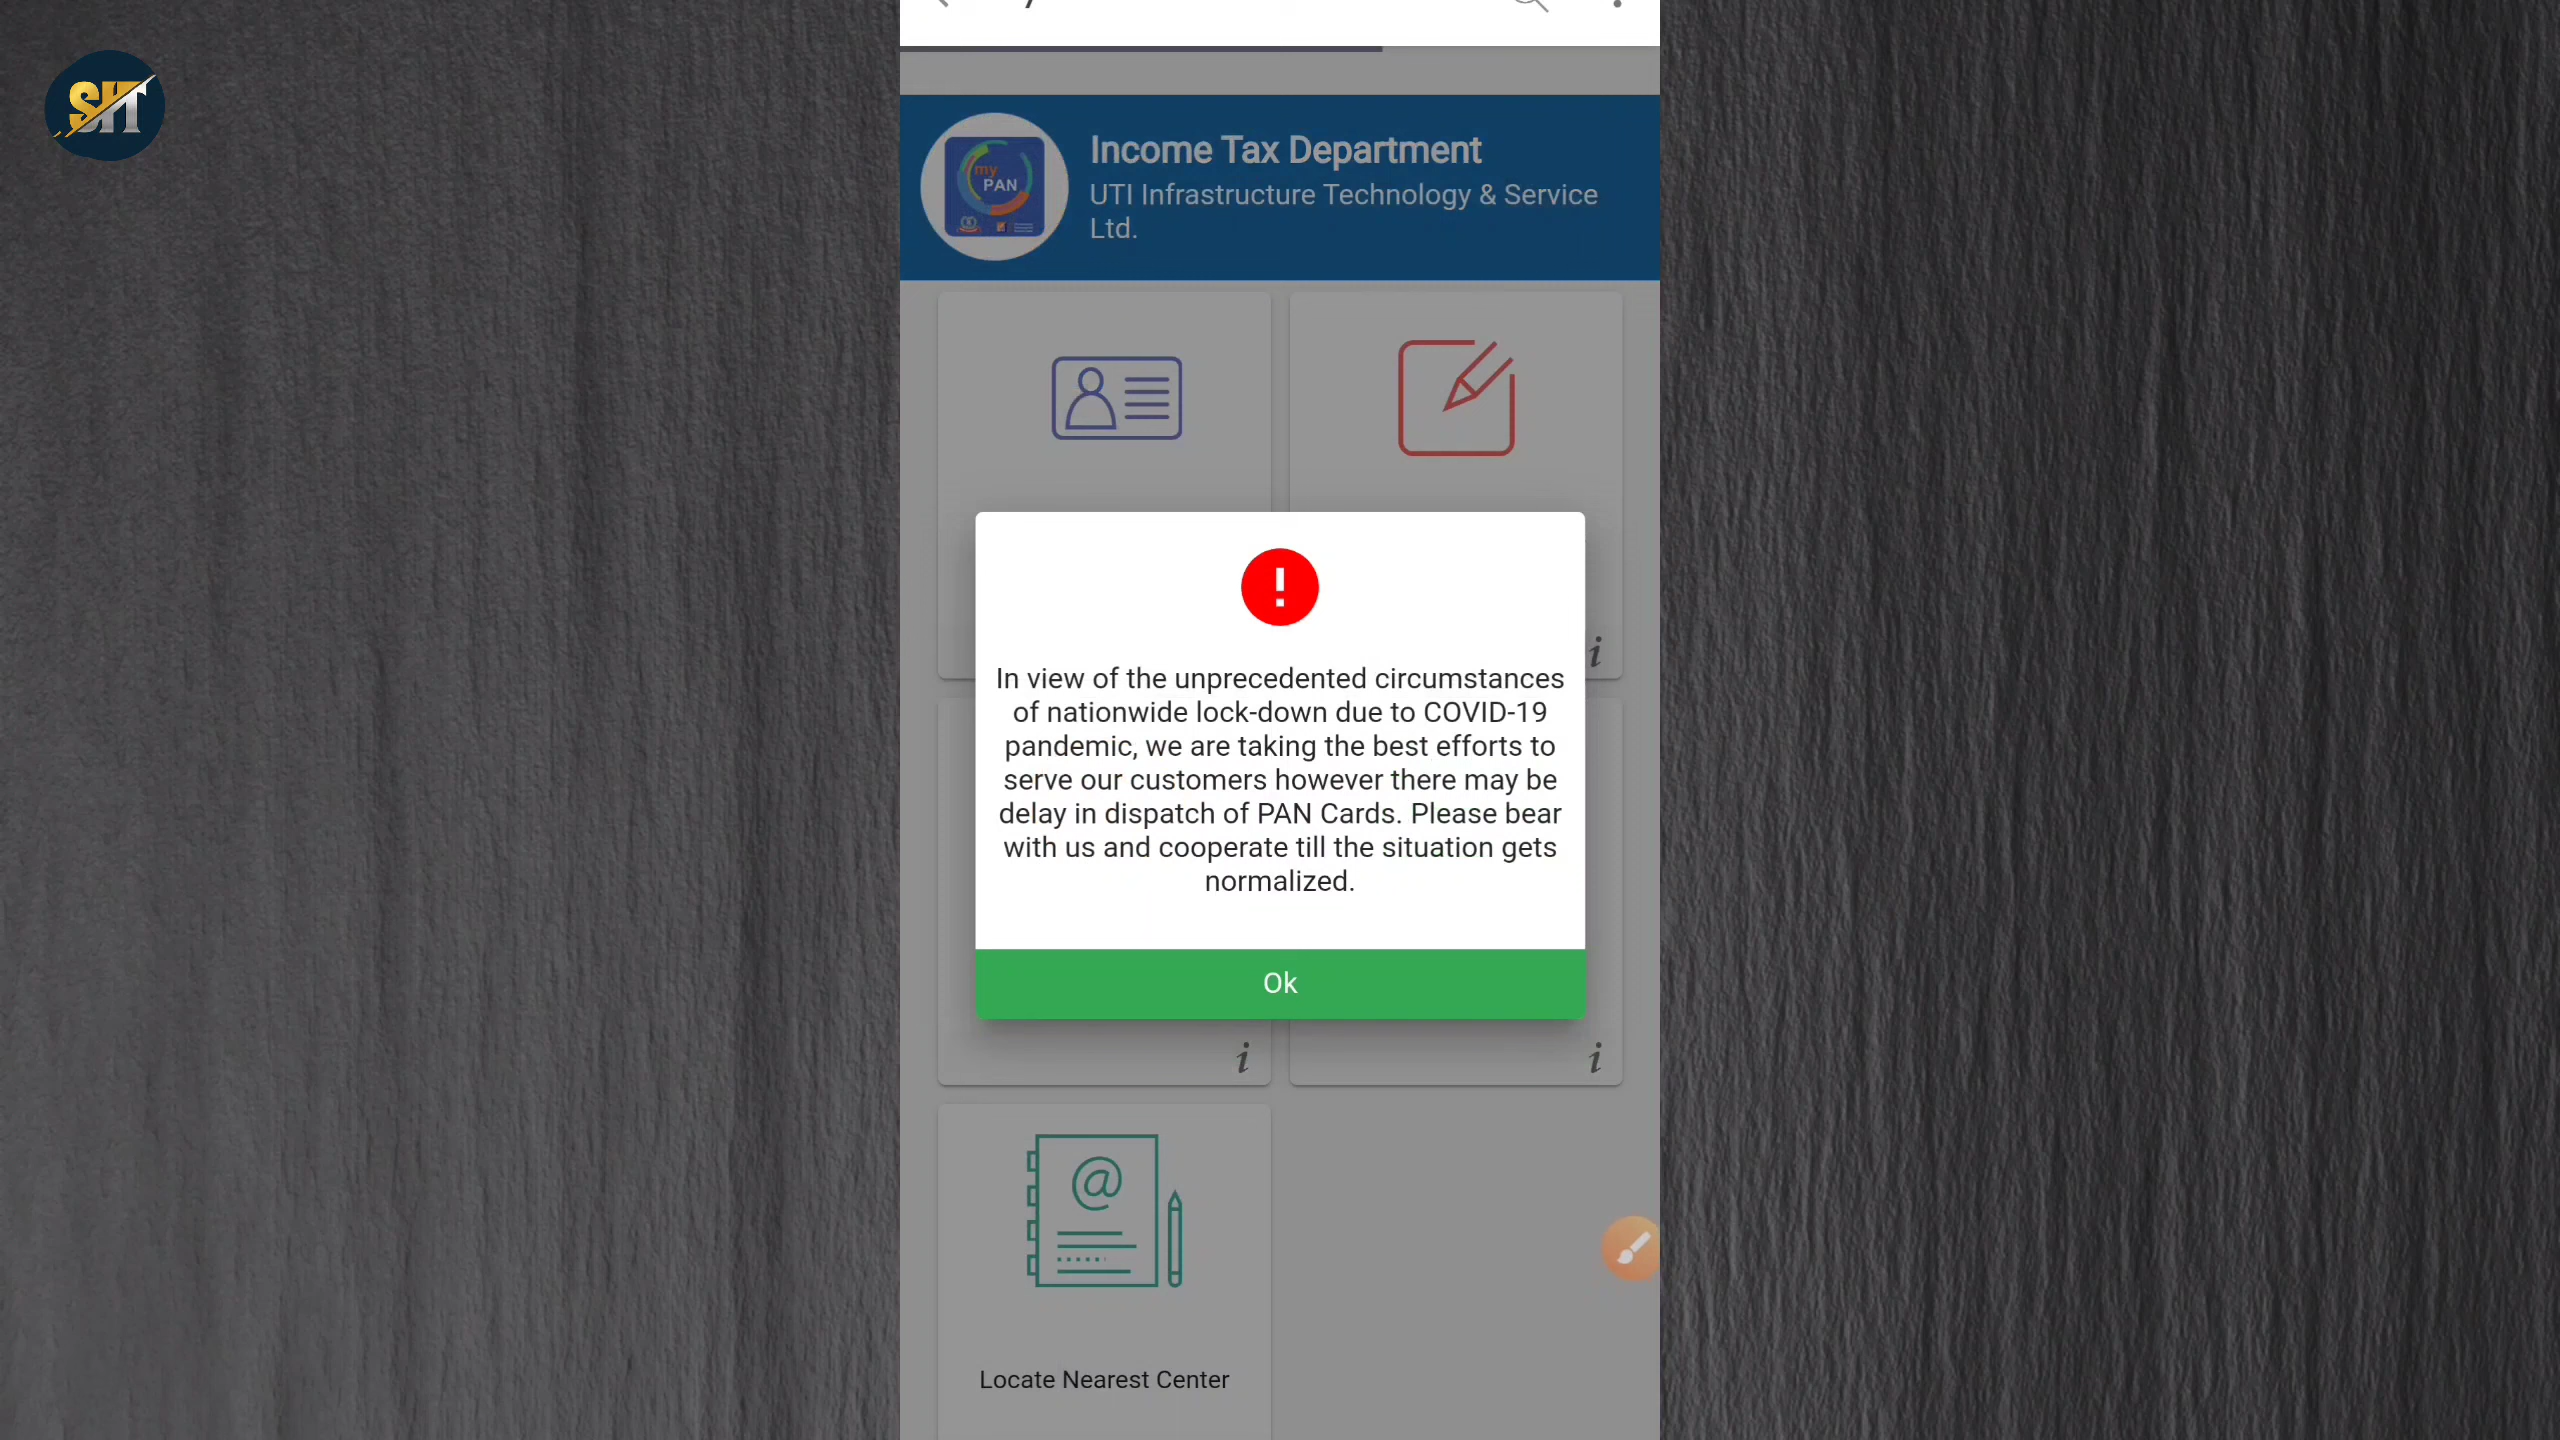 SHT
Income Tax Department
UTI Infrastructure Technology & Service
Ltd.
my
PAN
In view of the unprecedented circumstances
of nationwide lock-down due to COVID-19
pandemic, we are taking the best efforts to
serve our customers however there may be
delay in dispatch of PAN Cards. Please bear
with us and cooperate till the situation gets
normalized.
Ok
i
i
i
@
Locate Nearest Center